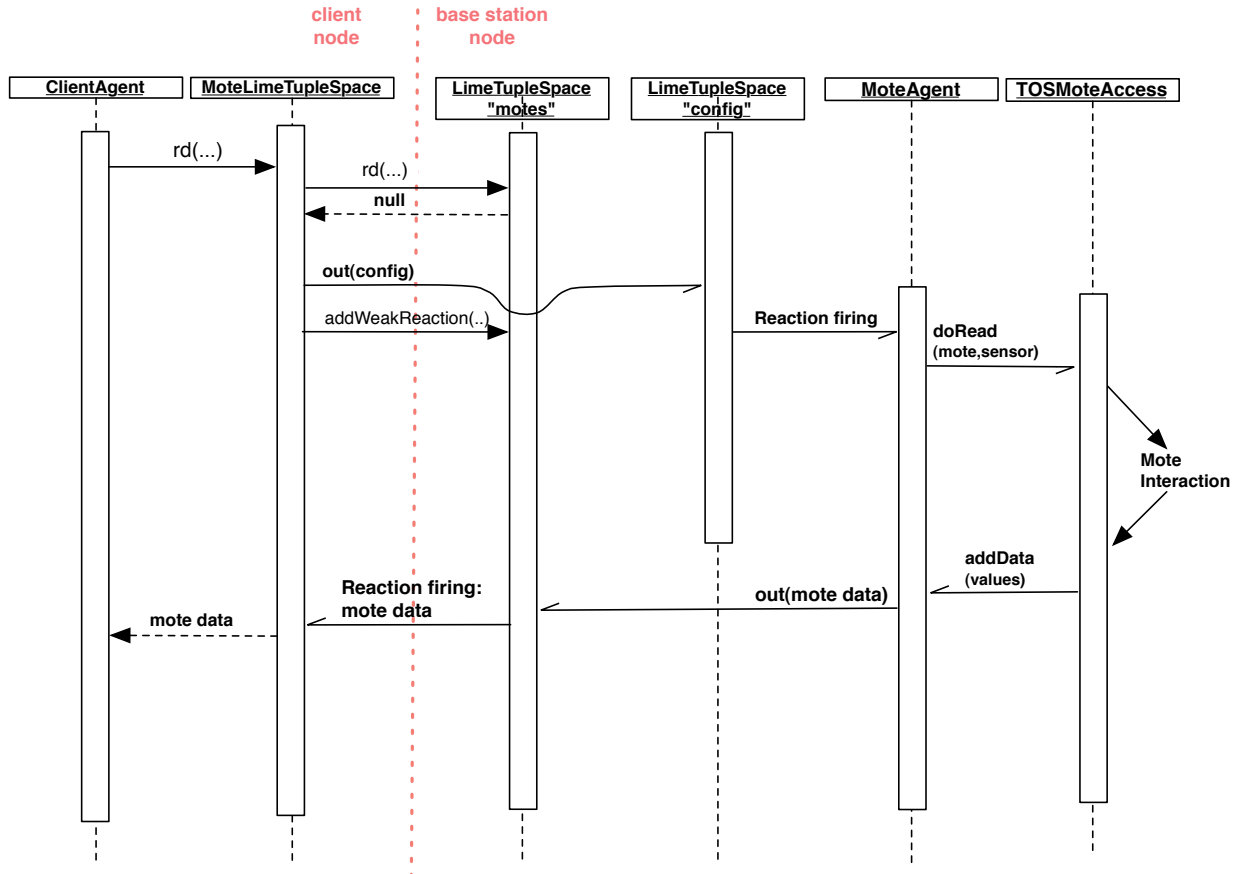 client
node
base station
node
ClientAgent
MoteLimeTupleSpace
LimeTupleSpace
"motes"
LimeTupleSpace
"config"
MoteAgent
TOSMoteAccess
rd(...)
rd(...)
null
out(config)
addWeakReaction(..)
Reaction firing
doRead
(mote,sensor)
Mote
Interaction
addData
(values)
out(mote data)
Reaction firing:
mote data
mote data